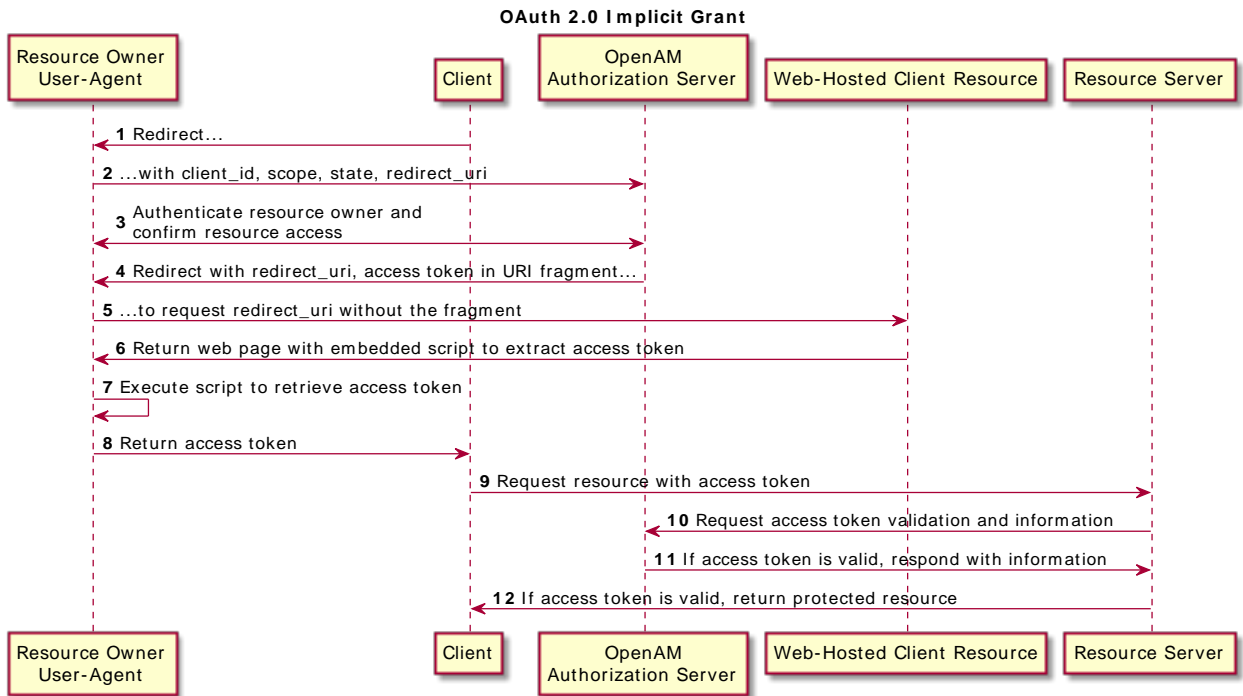 OAuth 2.0 Implicit Grant
Resource Owner
User-Agent
Client
OpenAM
Authorization Server
Web-Hosted Client Resource
Resource Server
1 Redirect...
2 ...with client_id, scope, state, redirect_uri
3 Authenticate resource owner and
confirm resource access
4 Redirect with redirect_uri, access token in URI fragment...
5 ...to request redirect_uri without the fragment
6 Return web page with embedded script to extract access token
7 Execute script to retrieve access token
8 Return access token
9 Request resource with access token
10 Request access token validation and information
11 If access token is valid, respond with information
12 If access token is valid, return protected resource
Resource Owner
User-Agent
Client
OpenAM
Authorization Server
Web-Hosted Client Resource
Resource Server